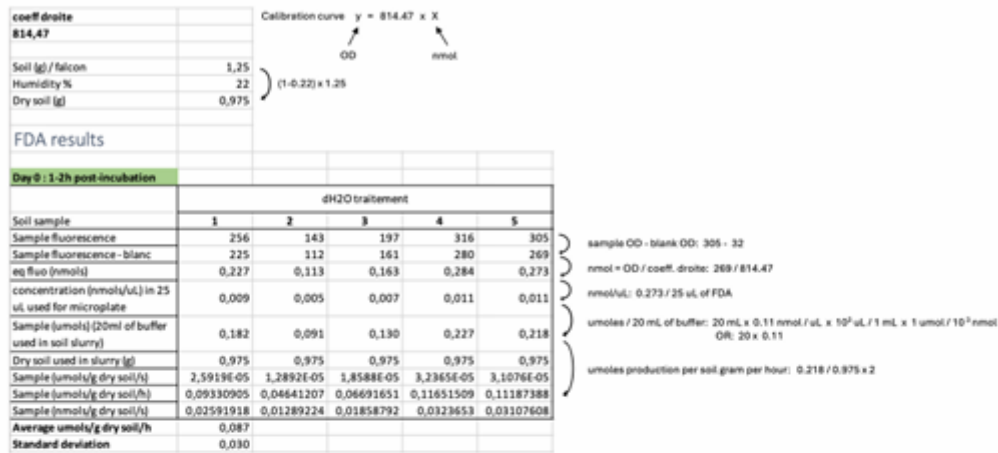 coeff droite
Calibration curve y = 814.47 x X
814,47
OD nmol
Soil (g) / falcon 1,25
Humidity % 22
(1-0.22) x 1.25
Dry soil (g) 0,975
FDA results
Day 0 : 1-2h post-incubation
dH2O traitement
Soil sample 1 2 3 4 5
Sample fluorescence 256 143 197 316 305
sample OD - blank OD: 305 - 32
Sample fluorescence - blanc 225 112 161 280 269
nmol = OD / coeff. droite: 269 / 814.47
eq fluo (nmols) 0,227 0,113 0,163 0,284 0,273
concentration (nmols/uL) in 25
uL used for microplate 0,009 0,005 0,007 0,011 0,011
nmol/uL: 0.273 / 25 uL of FDA
Sample (umols) (20ml of buffer
used in soil slurry) 0,182 0,091 0,130 0,227 0,218
umoles / 20 mL of buffer: 20 mL x 0.11 nmol / uL x 10³ uL / 1 mL x 1 umol / 10³ nmol
OR: 20 x 0.11
Dry soil used in slurry (g) 0,975 0,975 0,975 0,975 0,975
umoles production per soil gram per hour: 0.218 / 0.975 x 2
Sample (umols/g dry soil/s) 2,5919E-05 1,2892E-05 1,8588E-05 3,2365E-05 3,1076E-05
Sample (umols/g dry soil/h) 0,09330905 0,04641207 0,06691651 0,11651509 0,11187388
Sample (nmols/g dry soil/s) 0,02591918 0,01289224 0,01858792 0,0323653 0,03107608
Average umols/g dry soil/h 0,087
Standard deviation 0,030